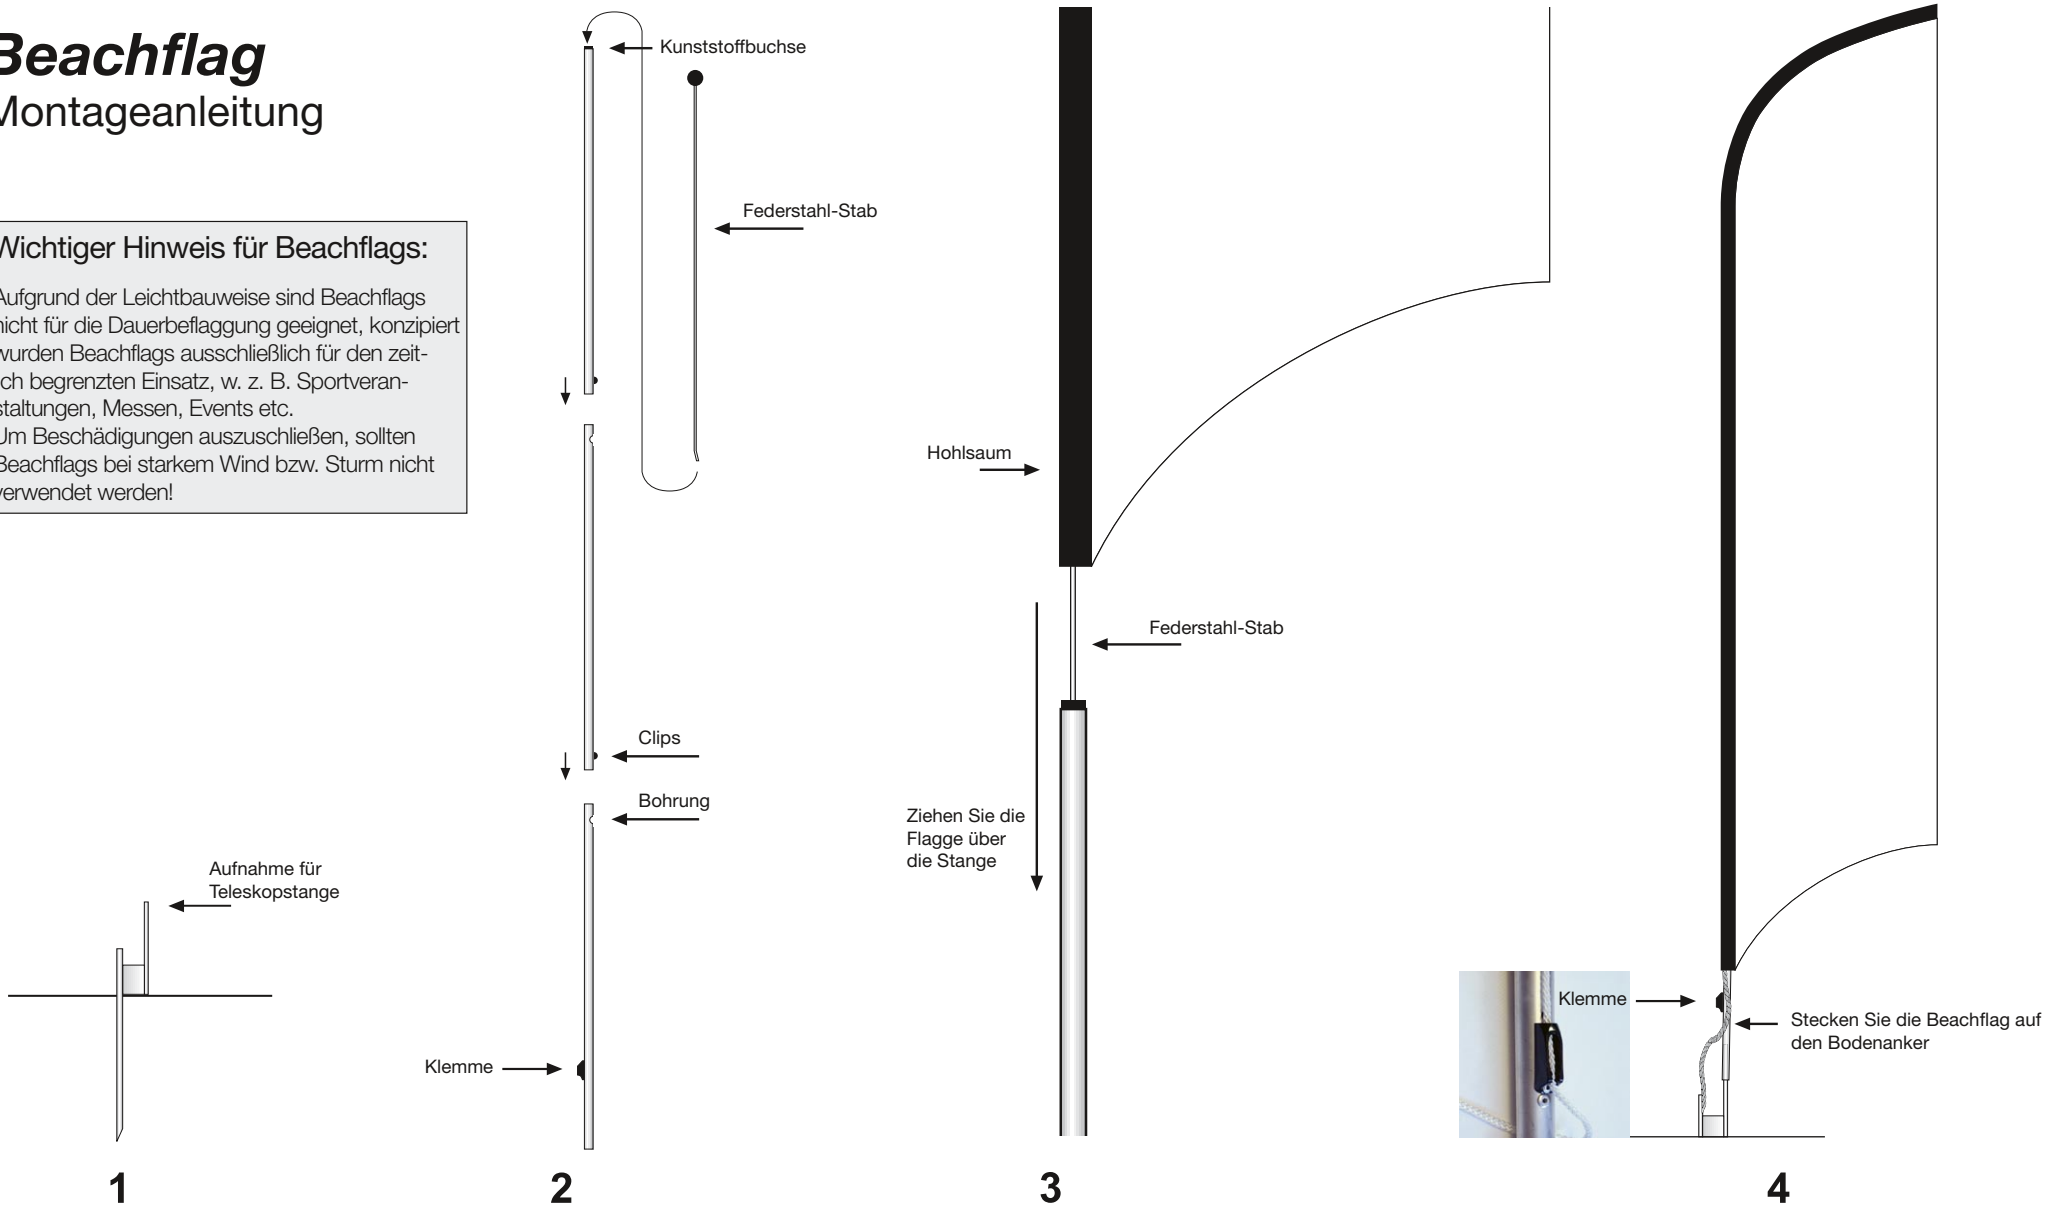 Beachflag
Montageanleitung
Wichtiger Hinweis für Beachflags:
Aufgrund der Leichtbauweise sind Beachflags
nicht für die Dauerbeflaggung geeignet, konzipiert
wurden Beachflags ausschließlich für den zeit-
lich begrenzten Einsatz, w. z. B. Sportveran-
staltungen, Messen, Events etc.
Um Beschädigungen auszuschließen, sollten
Beachflags bei starkem Wind bzw. Sturm nicht
verwendet werden!
Aufnahme für
Teleskopstange
1
Kunststoffbuchse
Federstahl-Stab
Clips
Bohrung
Klemme
2
Hohlsaum
Federstahl-Stab
Ziehen Sie die
Flagge über
die Stange
3
Klemme
Stecken Sie die Beachflag auf
den Bodenanker
4